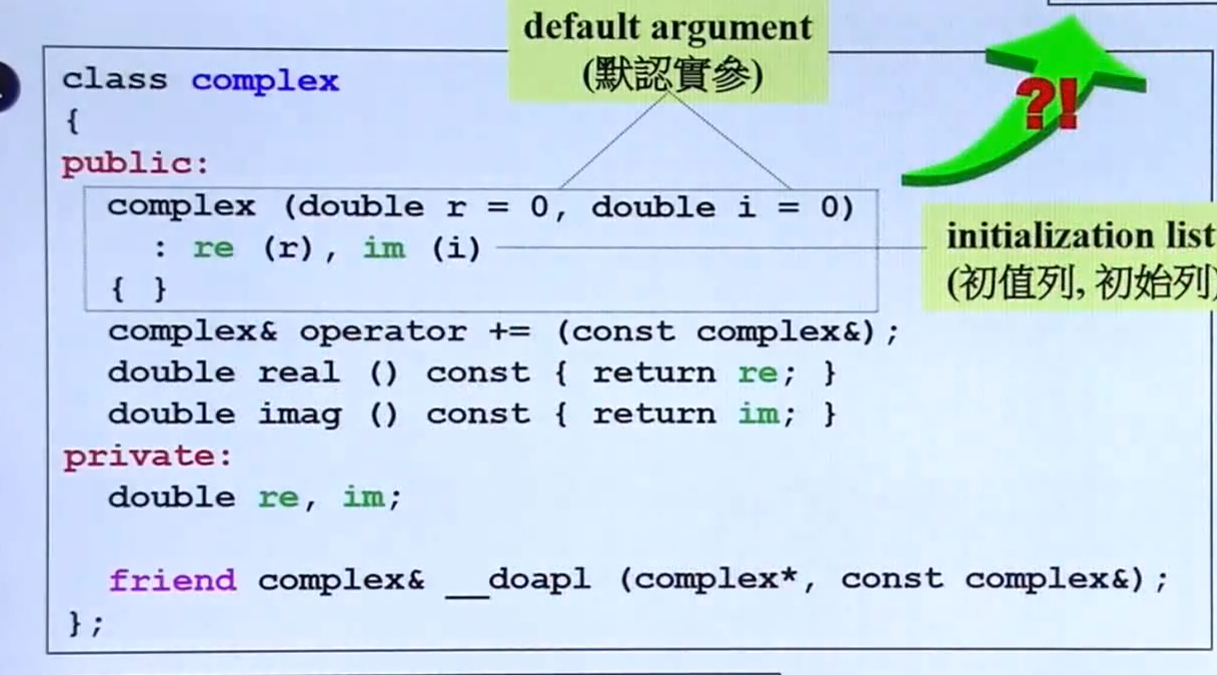 default argument
(默認實參)
class complex
{
public:
complex (double r = 0, double i = 0)
: re (r), im (i)
{ }
initialization list
(初值列, 初始列)
complex& operator += (const complex&);
double real () const { return re; }
double imag () const { return im; }
private:
double re, im;
friend complex& __doapl (complex*, const complex&);
};
?!